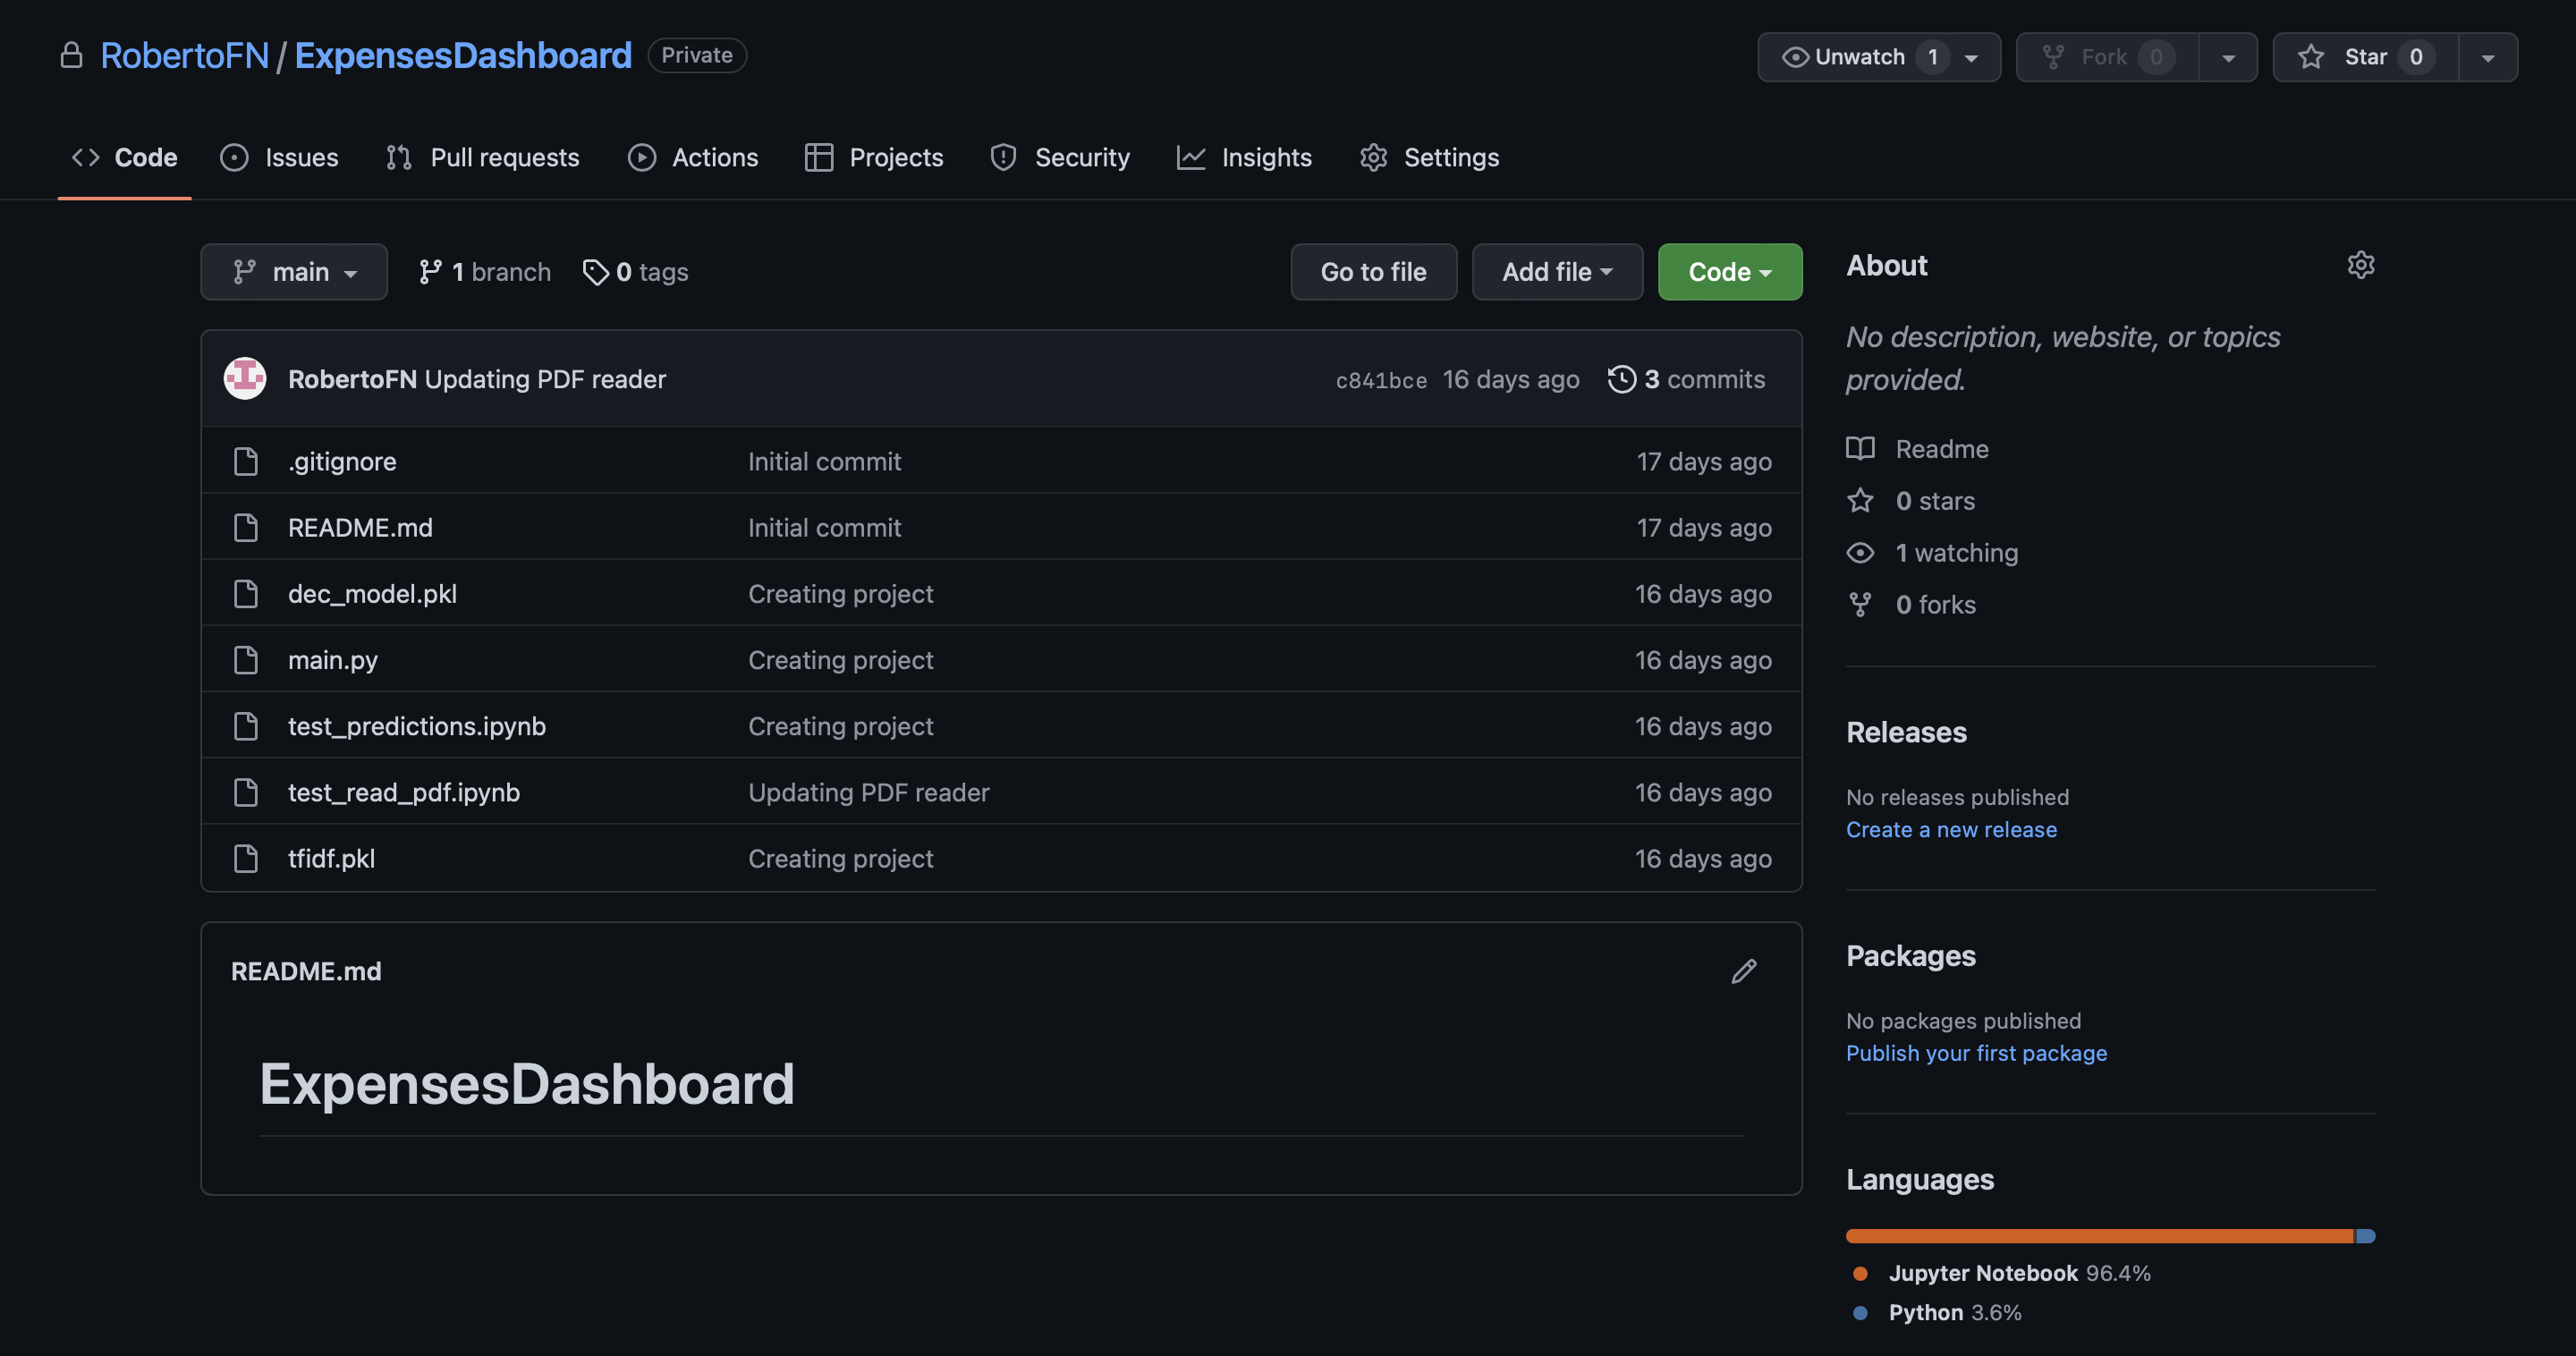 RobertoFN / ExpensesDashboard Private
Unwatch 1
Fork 0
Star 0
Code Issues Pull requests Actions Projects Security Insights Settings
main 1 branch 0 tags Go to file Add file Code
RobertoFN Updating PDF reader c841bce 16 days ago 3 commits
.gitignore Initial commit 17 days ago
README.md Initial commit 17 days ago
dec_model.pkl Creating project 16 days ago
main.py Creating project 16 days ago
test_predictions.ipynb Creating project 16 days ago
test_read_pdf.ipynb Updating PDF reader 16 days ago
tfidf.pkl Creating project 16 days ago
README.md
ExpensesDashboard
About
No description, website, or topics
provided.
Readme
0 stars
1 watching
0 forks
Releases
No releases published
Create a new release
Packages
No packages published
Publish your first package
Languages
Jupyter Notebook 96.4%
Python 3.6%